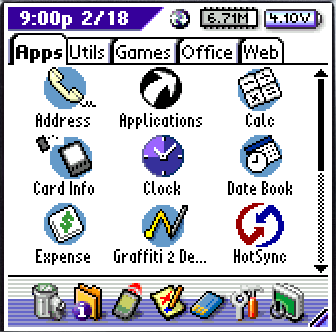 9:00p 2/18 6.71M 4.10V
Apps Utils Games Office Web
Address Applications Calc
Card Info Clock Date Book
Expense Graffiti 2 De... HotSync